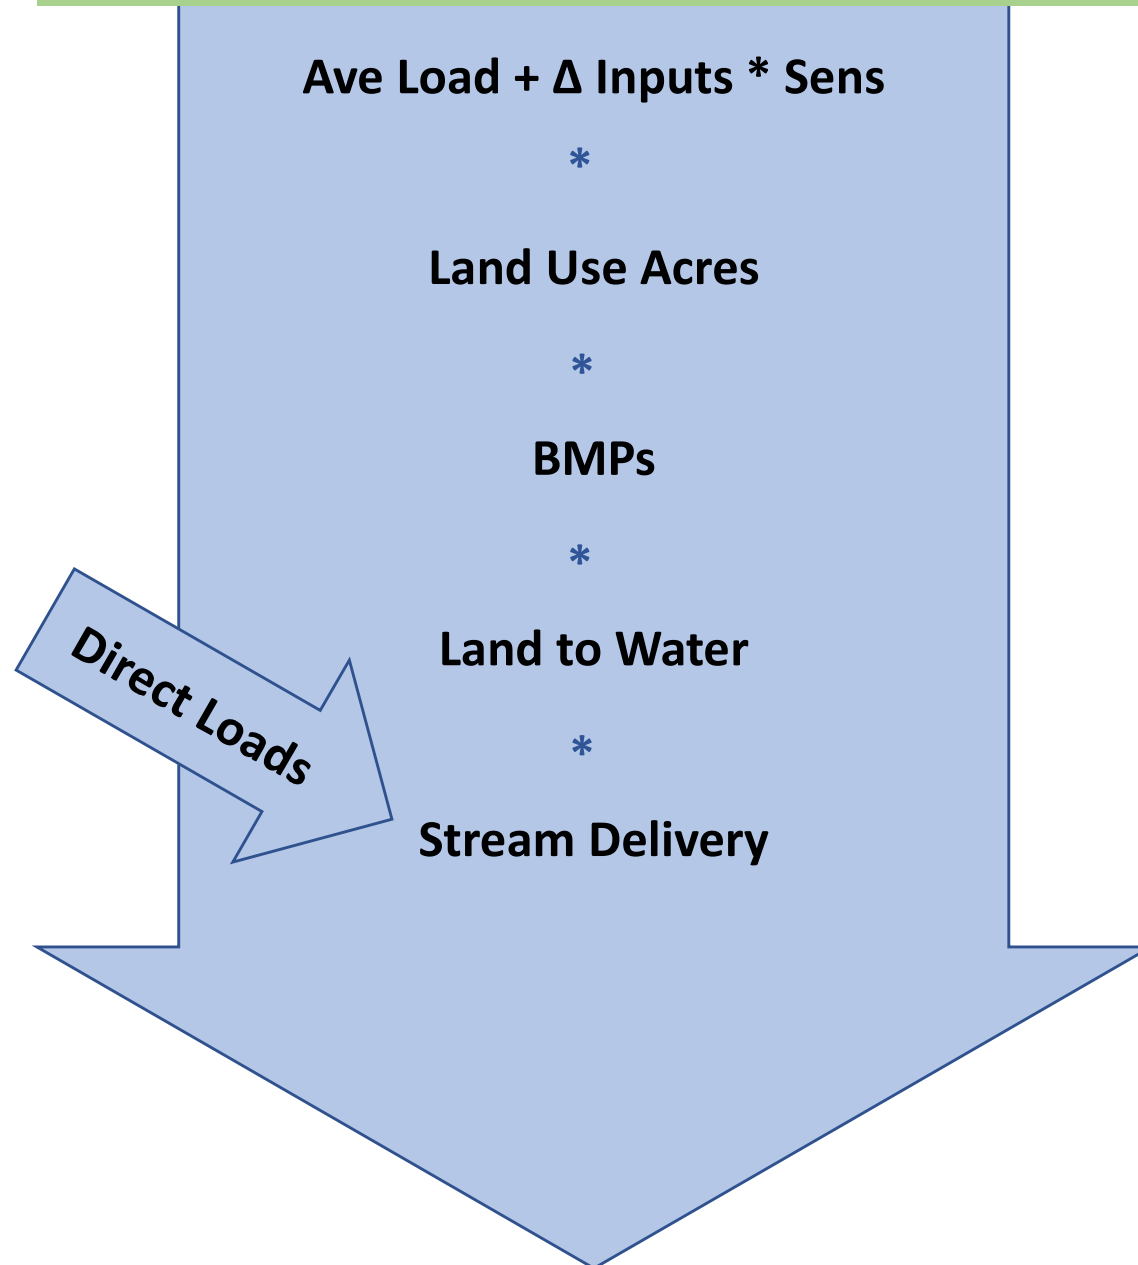 Ave Load + Δ Inputs * Sens
*
Land Use Acres
*
BMPs
*
Land to Water
*
Direct Loads
Stream Delivery